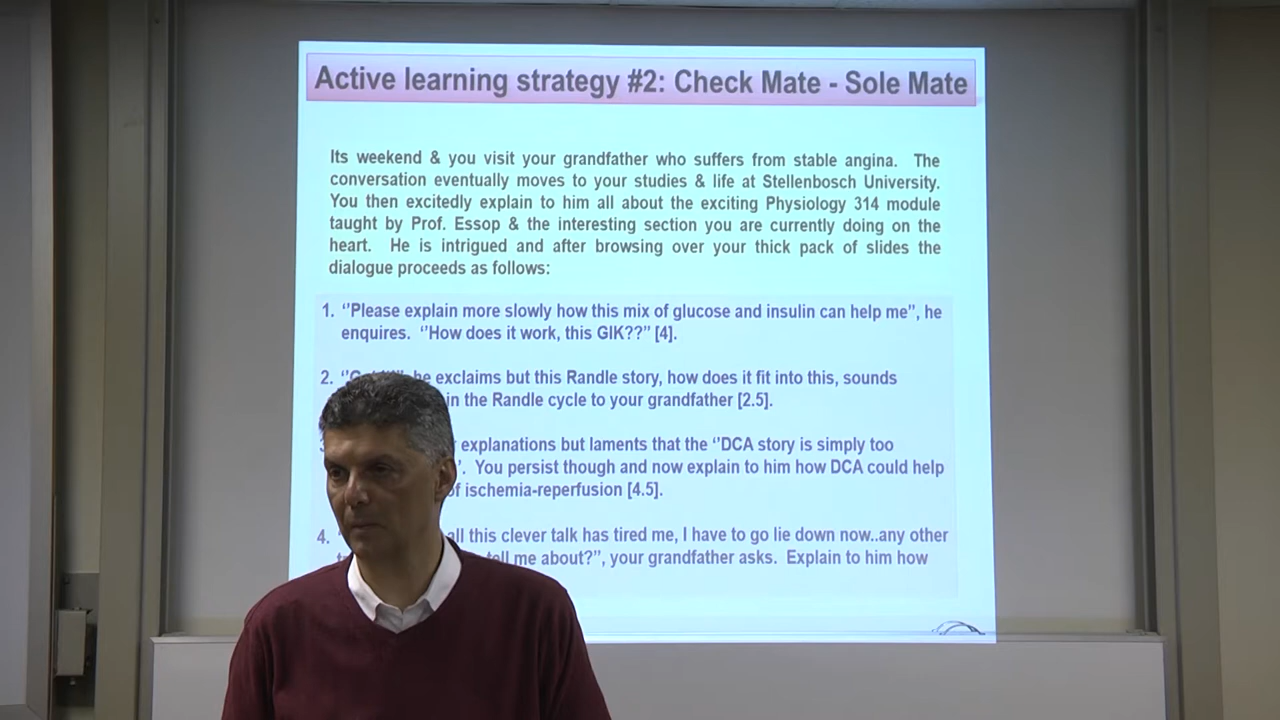 Active learning strategy #2: Check Mate - Sole Mate
Its weekend & you visit your grandfather who suffers from stable angina. The
conversation eventually moves to your studies & life at Stellenbosch University.
You then excitedly explain to him all about the exciting Physiology 314 module
taught by Prof. Essop & the interesting section you are currently doing on the
heart. He is intrigued and after browsing over your thick pack of slides the
dialogue proceeds as follows:
1. ‘’Please explain more slowly how this mix of glucose and insulin can help me”, he
enquires. ‘’How does it work, this GIK??” [4].
2. he exclaims but this Randle story, how does it fit into this, sounds
in the Randle cycle to your grandfather [2.5].
explanations but laments that the ‘’DCA story is simply too
’. You persist though and now explain to him how DCA could help
of ischemia-reperfusion [4.5].
4. all this clever talk has tired me, I have to go lie down now..any other
tell me about?”, your grandfather asks. Explain to him how